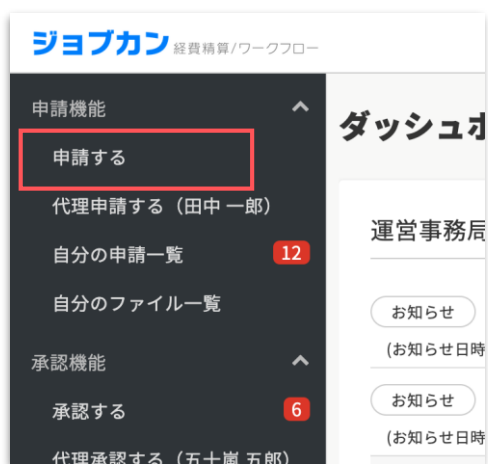 ジョブカン 経費精算/ワークフロー
申請機能
申請する
代理申請する（田中 一郎）
自分の申請一覧 12
自分のファイル一覧
承認機能
承認する 6
代理承認する（五十嵐 五郎）
ダッシュボ
運営事務局
お知らせ
(お知らせ日時
お知らせ
(お知らせ日時